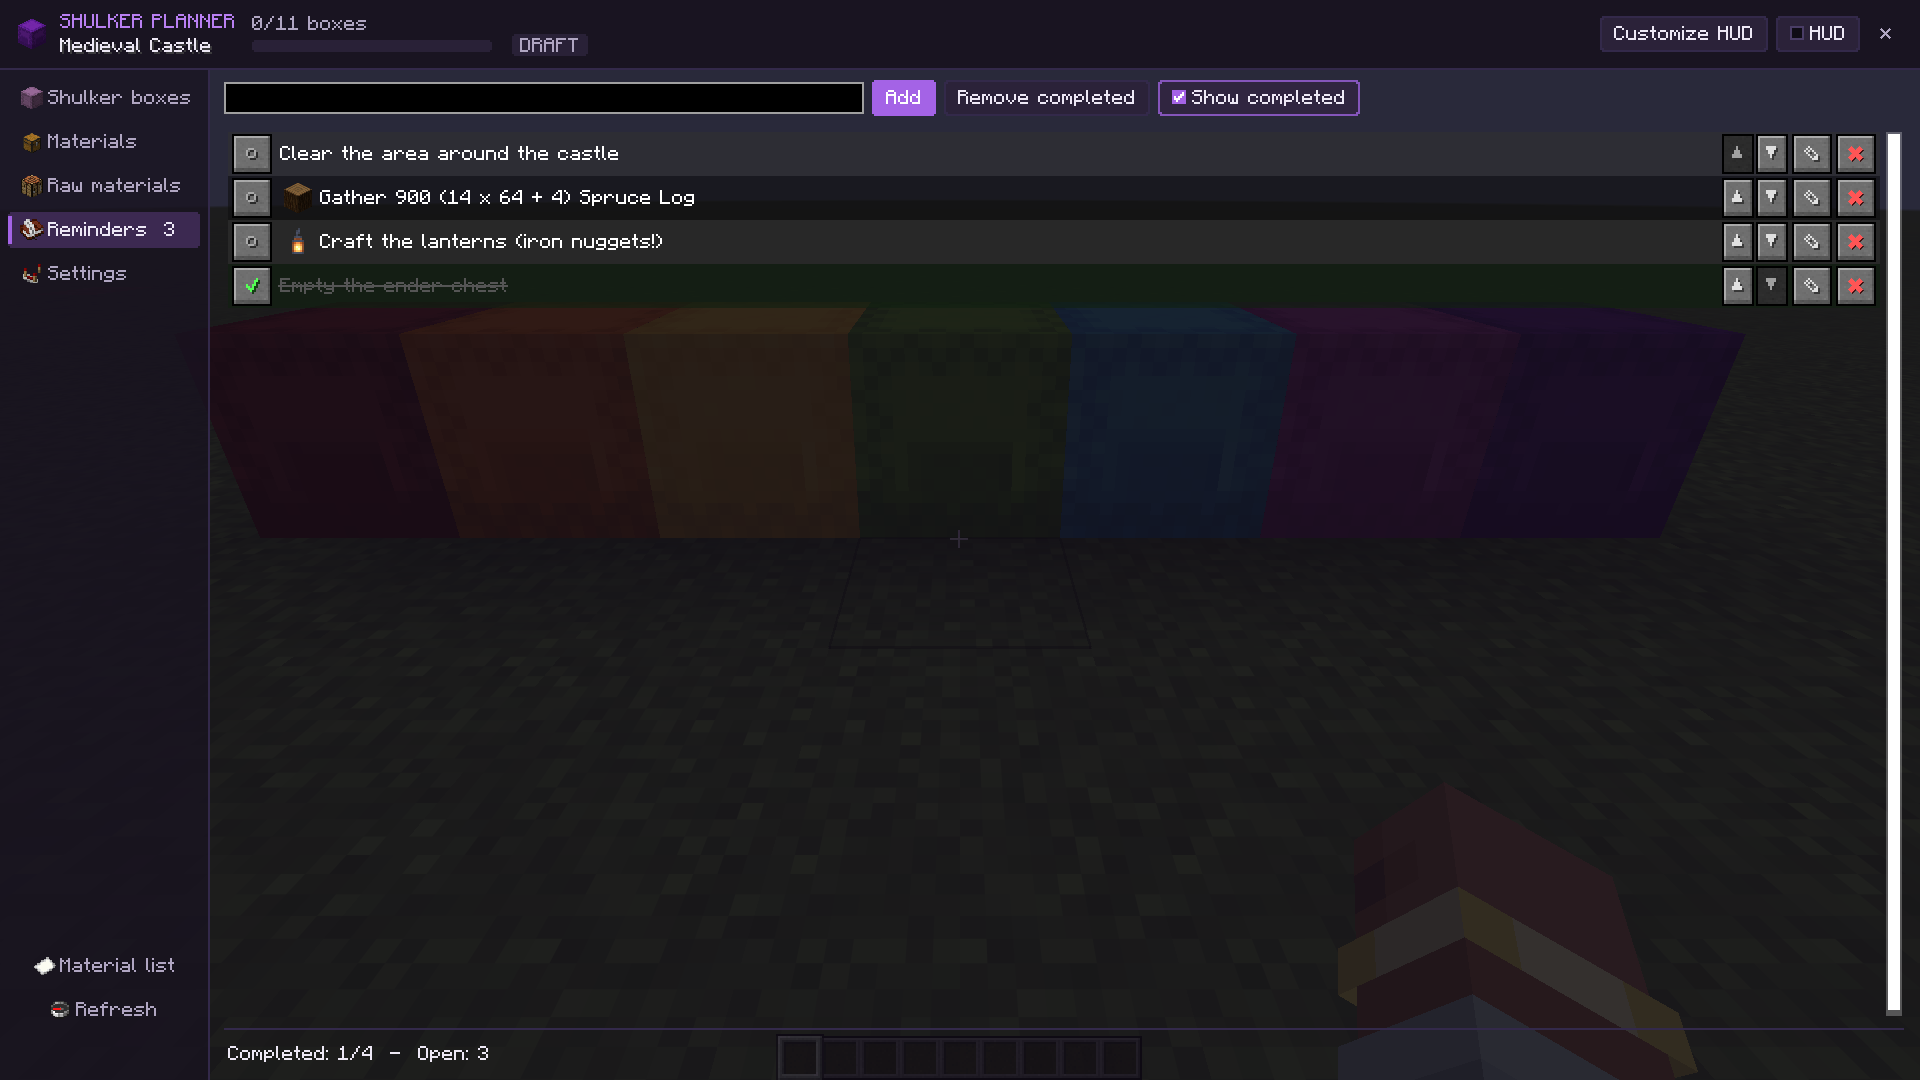 SHULKER PLANNER
Medieval Castle
0/11 boxes
DRAFT
Customize HUD
HUD
Shulker boxes
Materials
Raw materials
Reminders 3
Settings
Material list
Refresh
Add
Remove completed
Show completed
Clear the area around the castle
Gather 900 (14 x 64 + 4) Spruce Log
Craft the lanterns (iron nuggets!)
Empty the ender chest
Completed: 1/4 – Open: 3